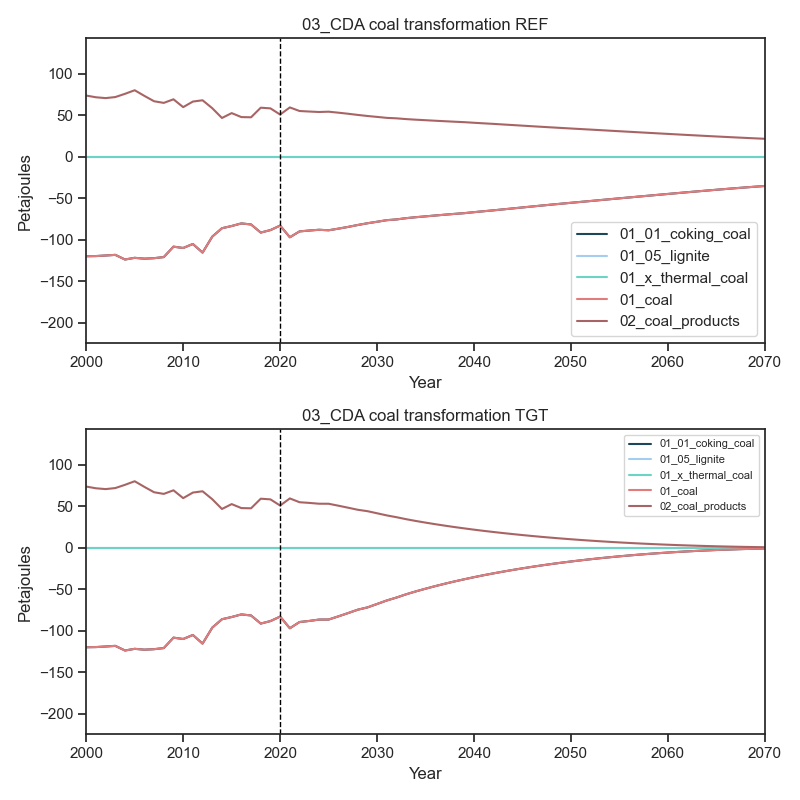 03_CDA coal transformation REF
Petajoules
100
50
0
−50
−100
−150
−200
2000 2010 2020 2030 2040 2050 2060 2070
Year
01_01_coking_coal
01_05_lignite
01_x_thermal_coal
01_coal
02_coal_products
03_CDA coal transformation TGT
Petajoules
100
50
0
−50
−100
−150
−200
2000 2010 2020 2030 2040 2050 2060 2070
Year
01_01_coking_coal
01_05_lignite
01_x_thermal_coal
01_coal
02_coal_products